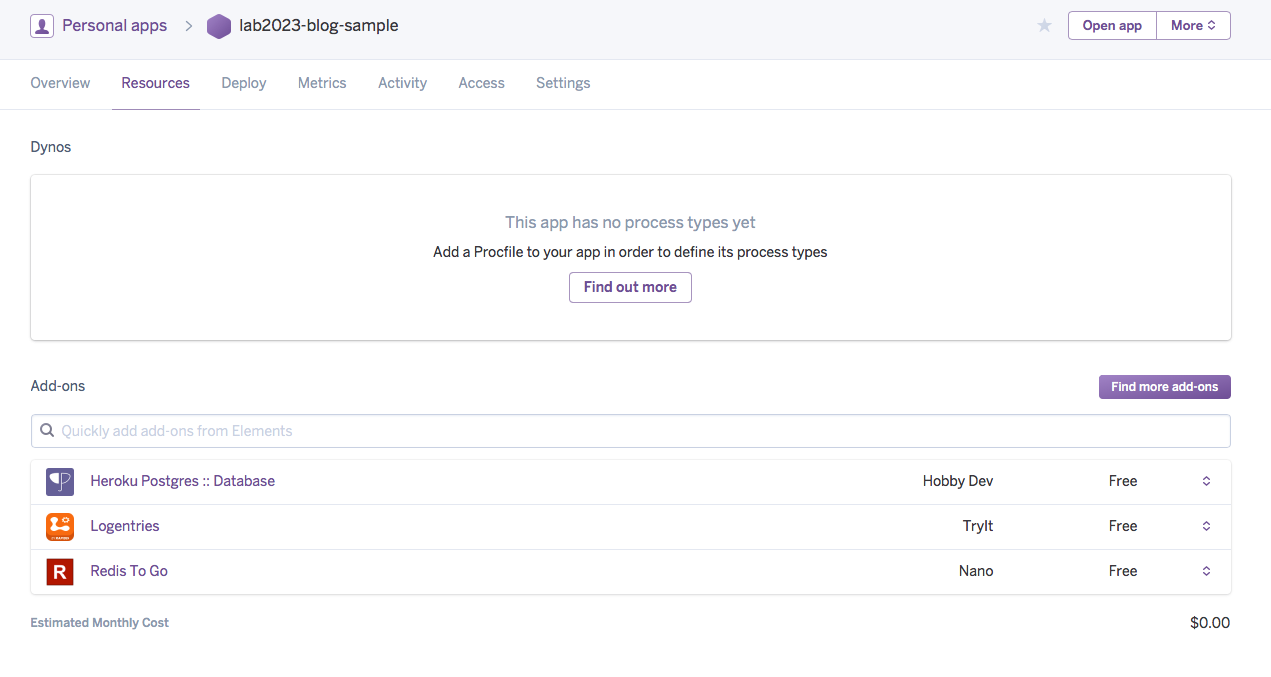 Personal apps > lab2023-blog-sample Open app More
Overview Resources Deploy Metrics Activity Access Settings
Dynos
This app has no process types yet
Add a Procfile to your app in order to define its process types
Find out more
Add-ons Find more add-ons
Quickly add add-ons from Elements
Heroku Postgres :: Database Hobby Dev Free
Logentries TryIt Free
R Redis To Go Nano Free
Estimated Monthly Cost $0.00